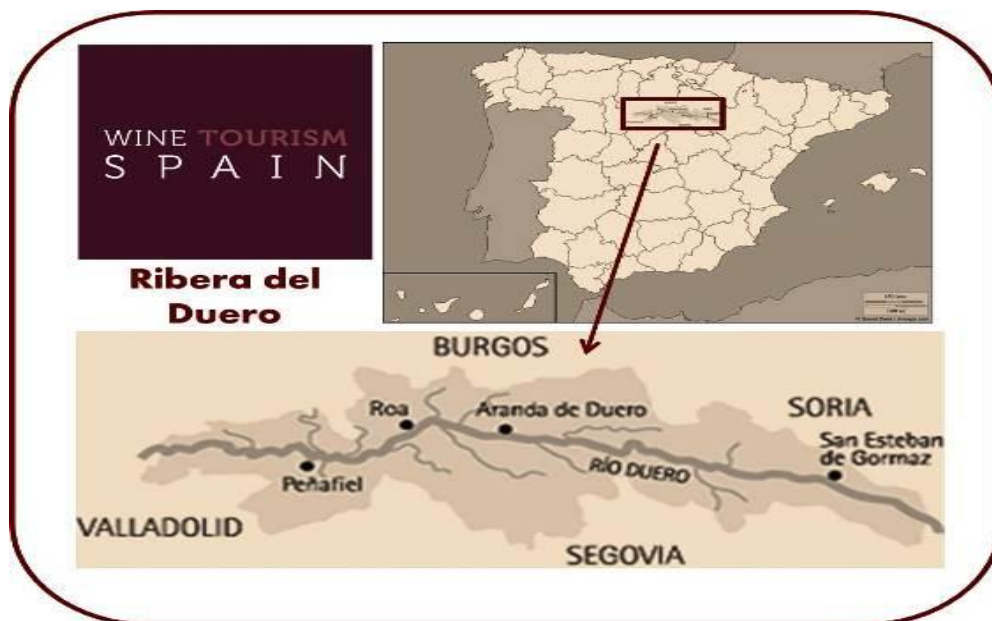 WINE TOURISM
SPAIN
Ribera del
Duero
BURGOS
Roa
Aranda de Duero
SORIA
San Esteban
de Gormaz
RÍO DUERO
Peñafiel
VALLADOLID
SEGOVIA